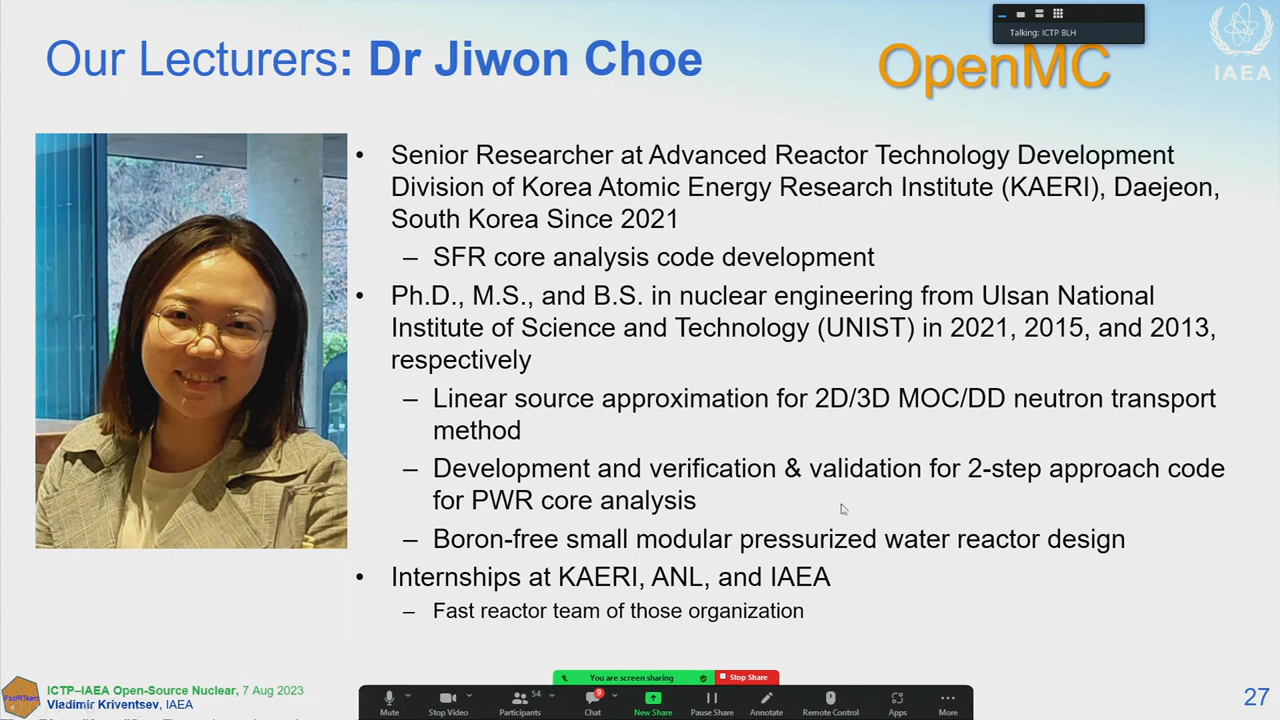 Our Lecturers: Dr Jiwon Choe
OpenMC
Talking: ICTP BLH
IAEA
• Senior Researcher at Advanced Reactor Technology Development
Division of Korea Atomic Energy Research Institute (KAERI), Daejeon,
South Korea Since 2021
– SFR core analysis code development
• Ph.D., M.S., and B.S. in nuclear engineering from Ulsan National
Institute of Science and Technology (UNIST) in 2021, 2015, and 2013,
respectively
– Linear source approximation for 2D/3D MOC/DD neutron transport
method
– Development and verification & validation for 2-step approach code
for PWR core analysis
– Boron-free small modular pressurized water reactor design
• Internships at KAERI, ANL, and IAEA
– Fast reactor team of those organization
You are screen sharing
Stop Share
FastRTeam
ICTP–IAEA Open-Source Nuclear, 7 Aug 2023
Vladimir Kriventsev, IAEA
54
9
Mute
Stop Video
Participants
Chat
New Share
Pause Share
Annotate
Remote Control
Apps
More
27